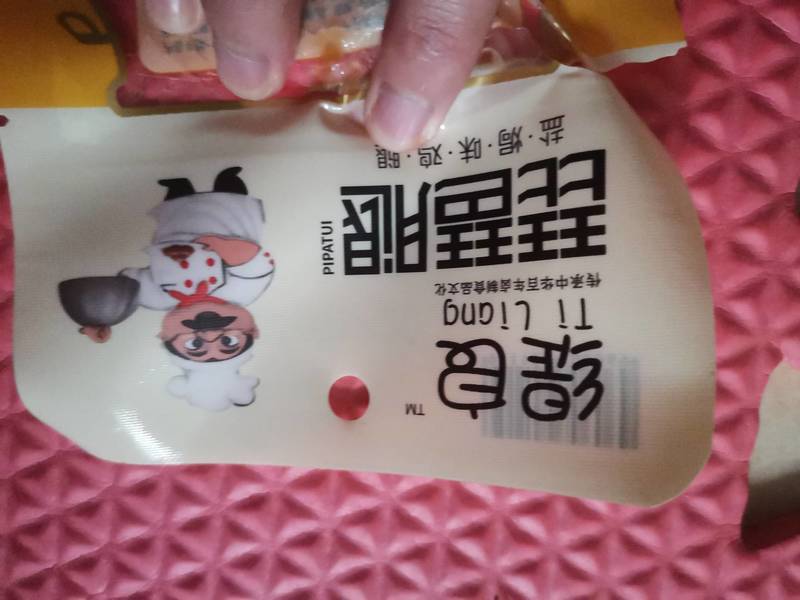 缇良
TM
Ti Liang
传承中华百年卤制食品文化
琵琶腿
PIPATUI
盐·焗·味·鸡·腿